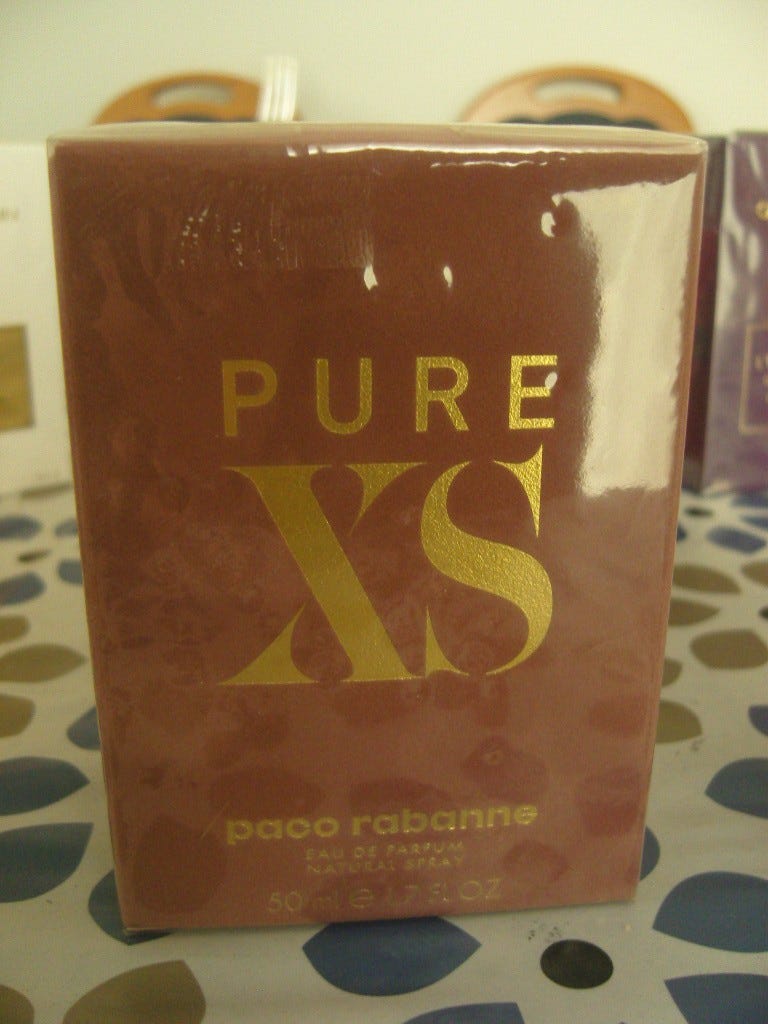 PURE
XS
paco rabanne
EAU DE PARFUM
NATURAL SPRAY
50 ml ℮ 1.7 FL OZ